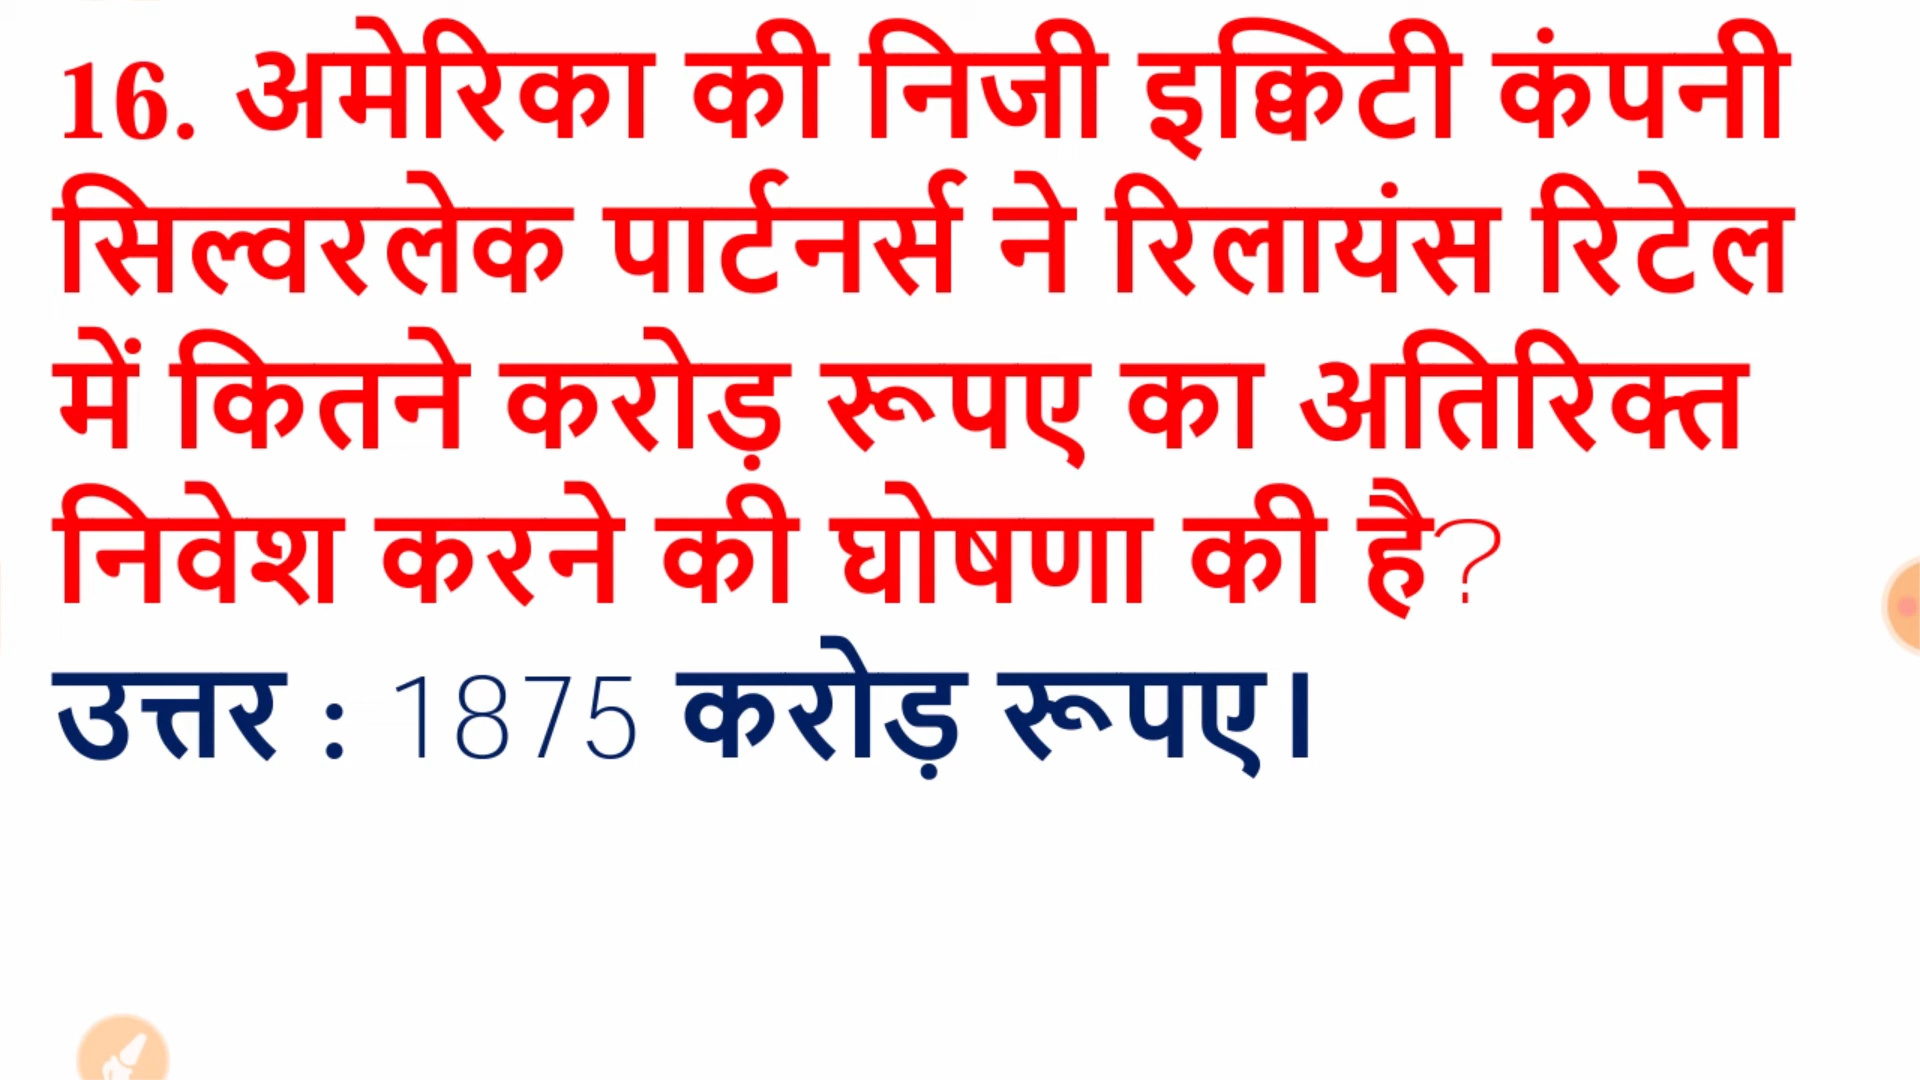 16. अमेरिका की निजी इक्विटी कंपनी
सिल्वरलेक पार्टनर्स ने रिलायंस रिटेल
में कितने करोड़ रूपए का अतिरिक्त
निवेश करने की घोषणा की है?
उत्तर : 1875 करोड़ रूपए।